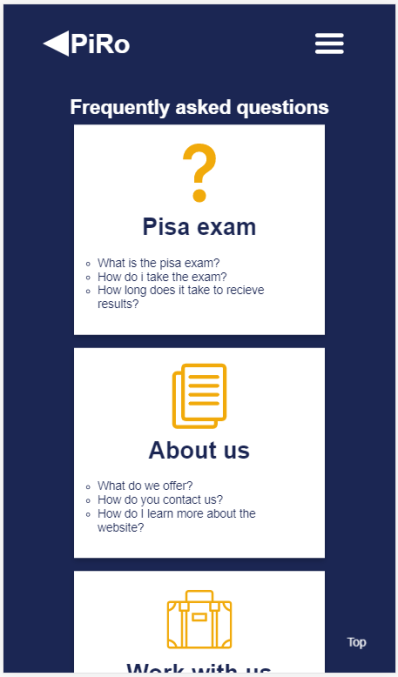 PiRo
Frequently asked questions
Pisa exam
What is the pisa exam?
How do i take the exam?
How long does it take to recieve
results?
About us
What do we offer?
How do you contact us?
How do I learn more about the
website?
Top
Work with us